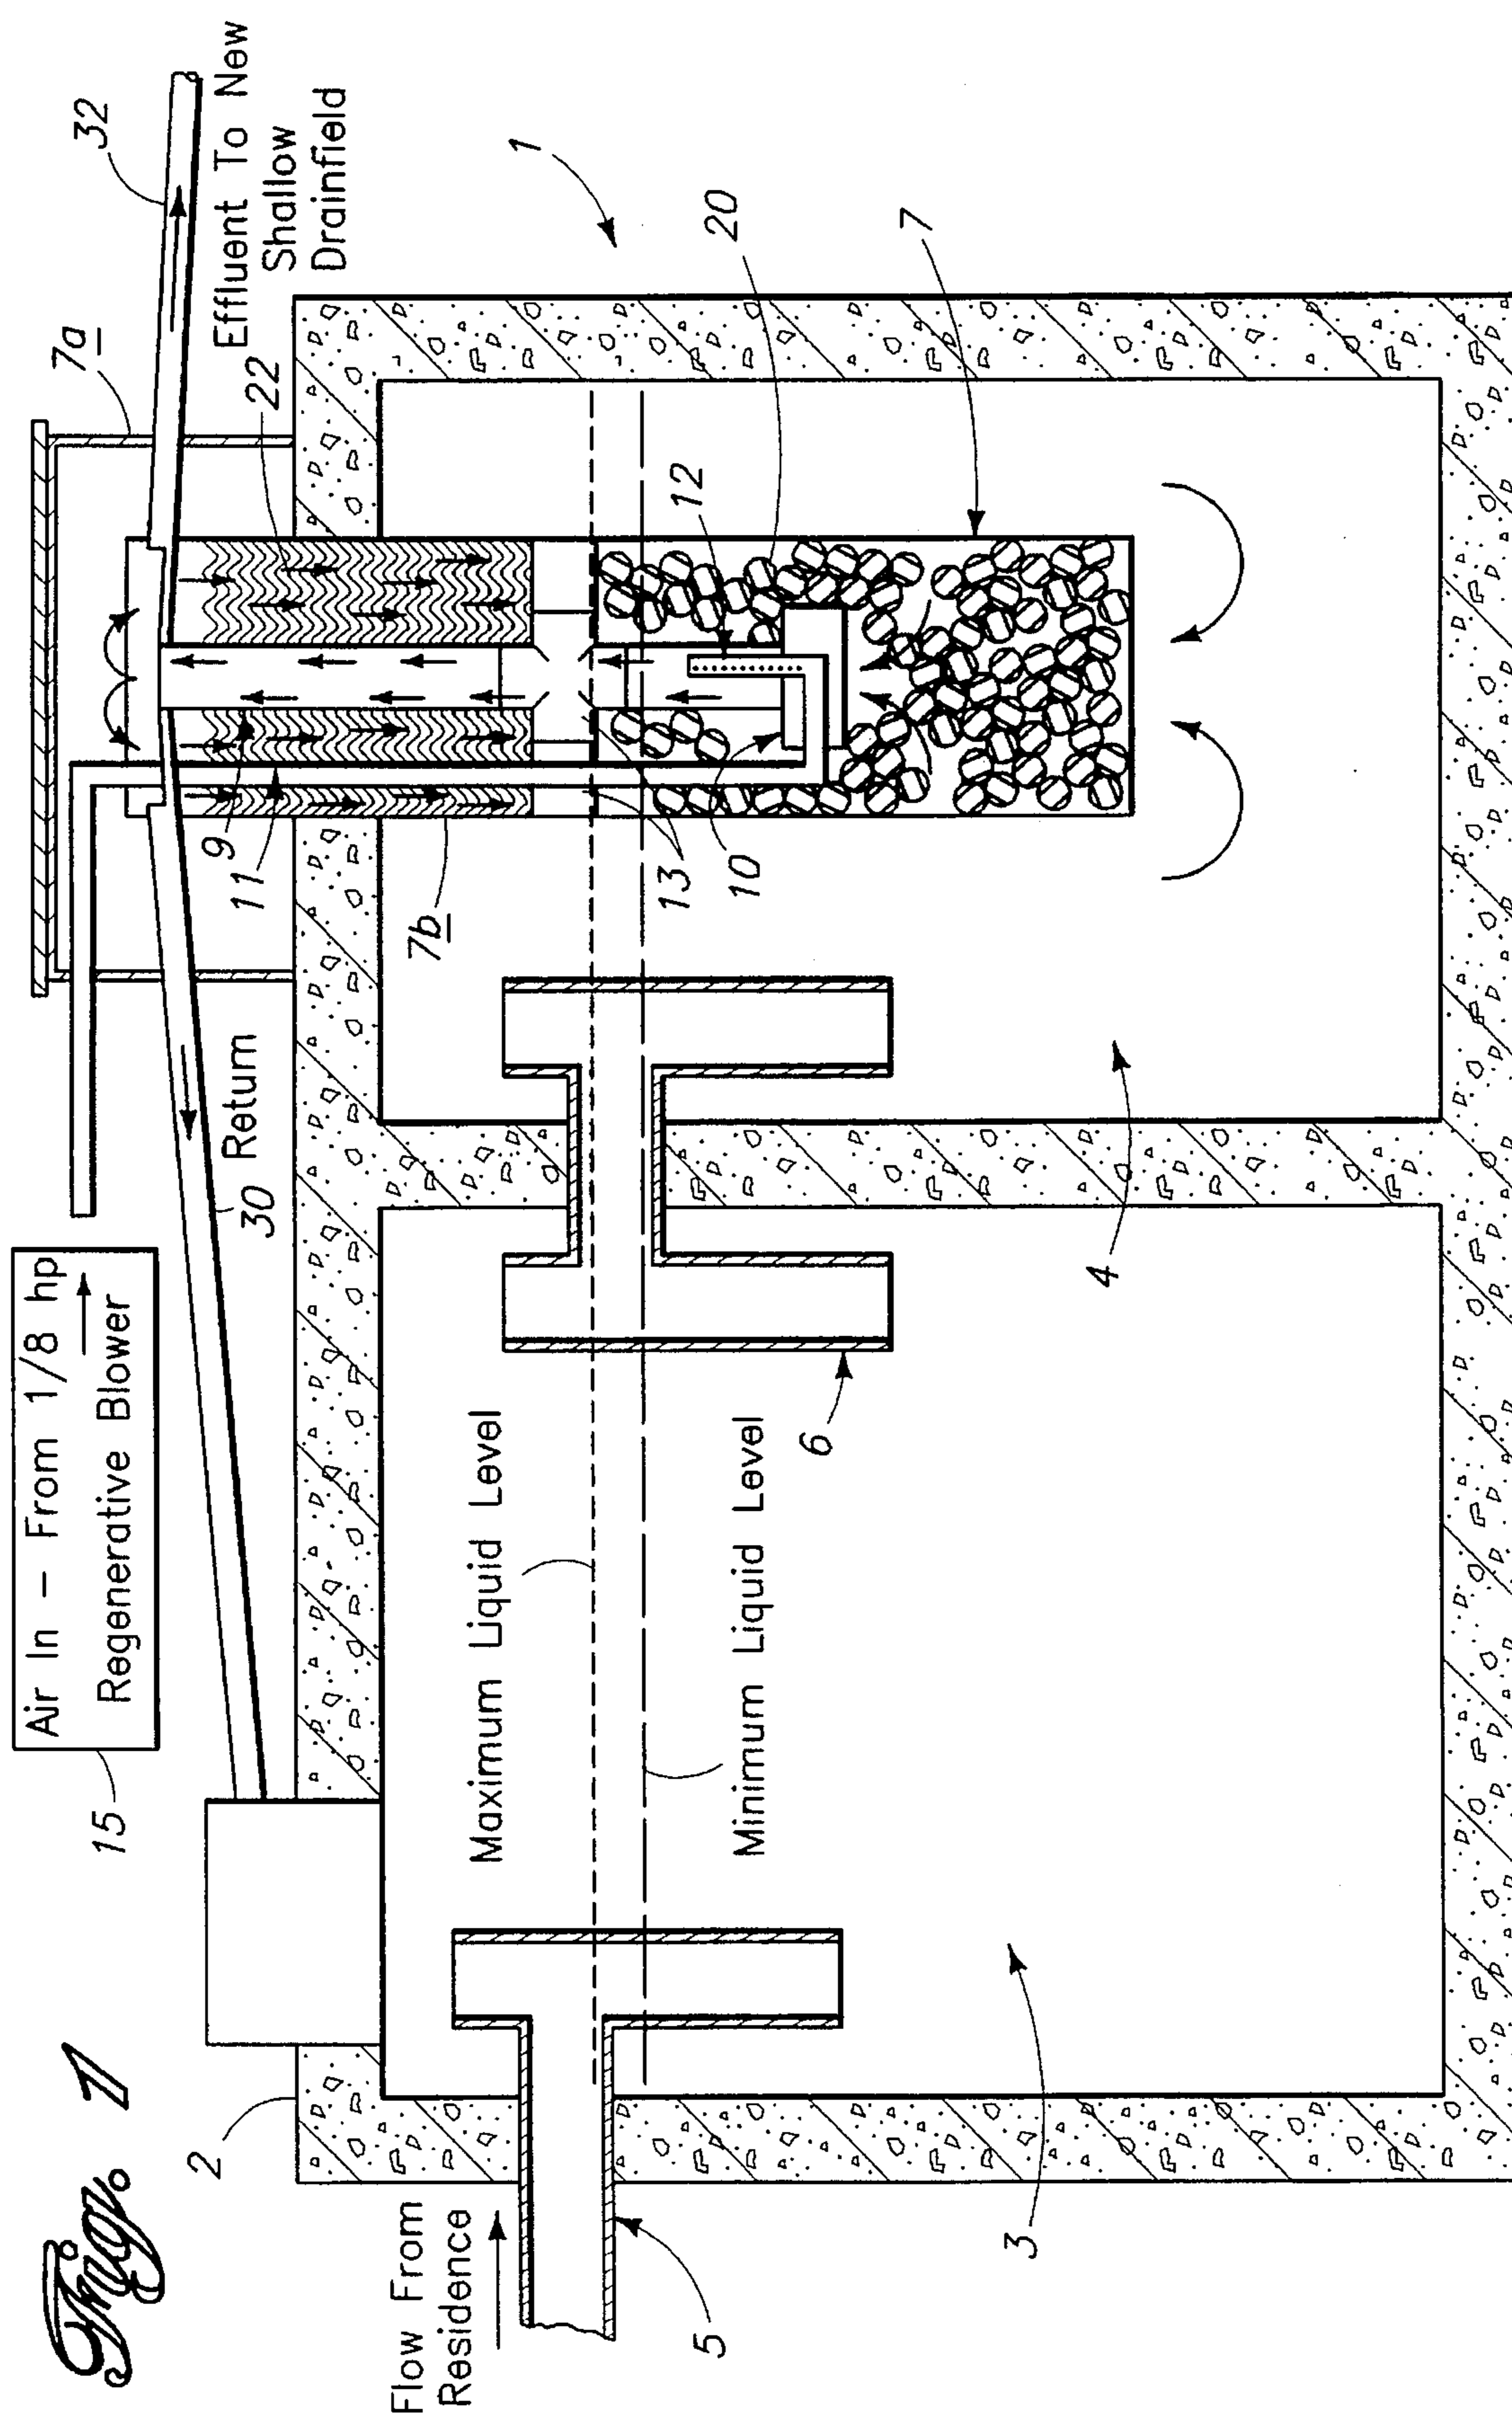 Fig. 1
Air In - From 1/8 hp
Regenerative Blower
15
30 Return
9
11
7a
32
Effluent To New
Shallow
Drainfield
22
2
7b
1
Flow From
Residence
5
Maximum Liquid Level
Minimum Liquid Level
6
13
10
12
20
7
3
4